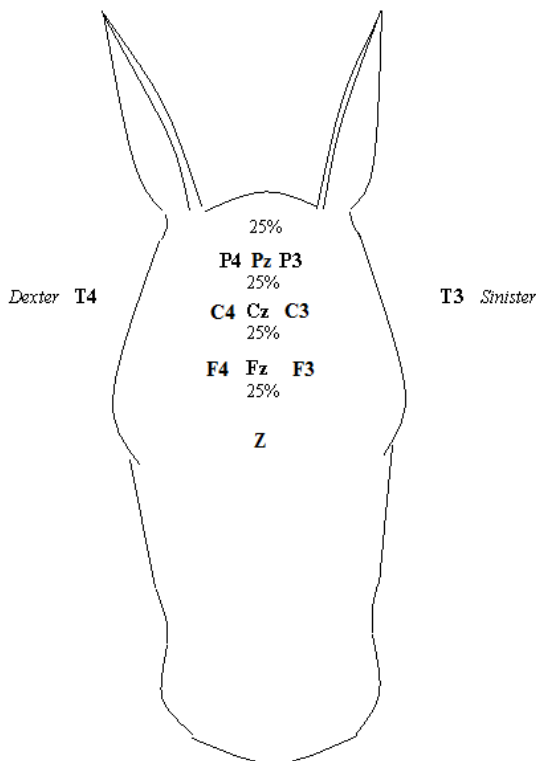 25%
P4 Pz P3
25%
Dexter T4 T3 Sinister
C4 Cz C3
25%
F4 Fz F3
25%
Z